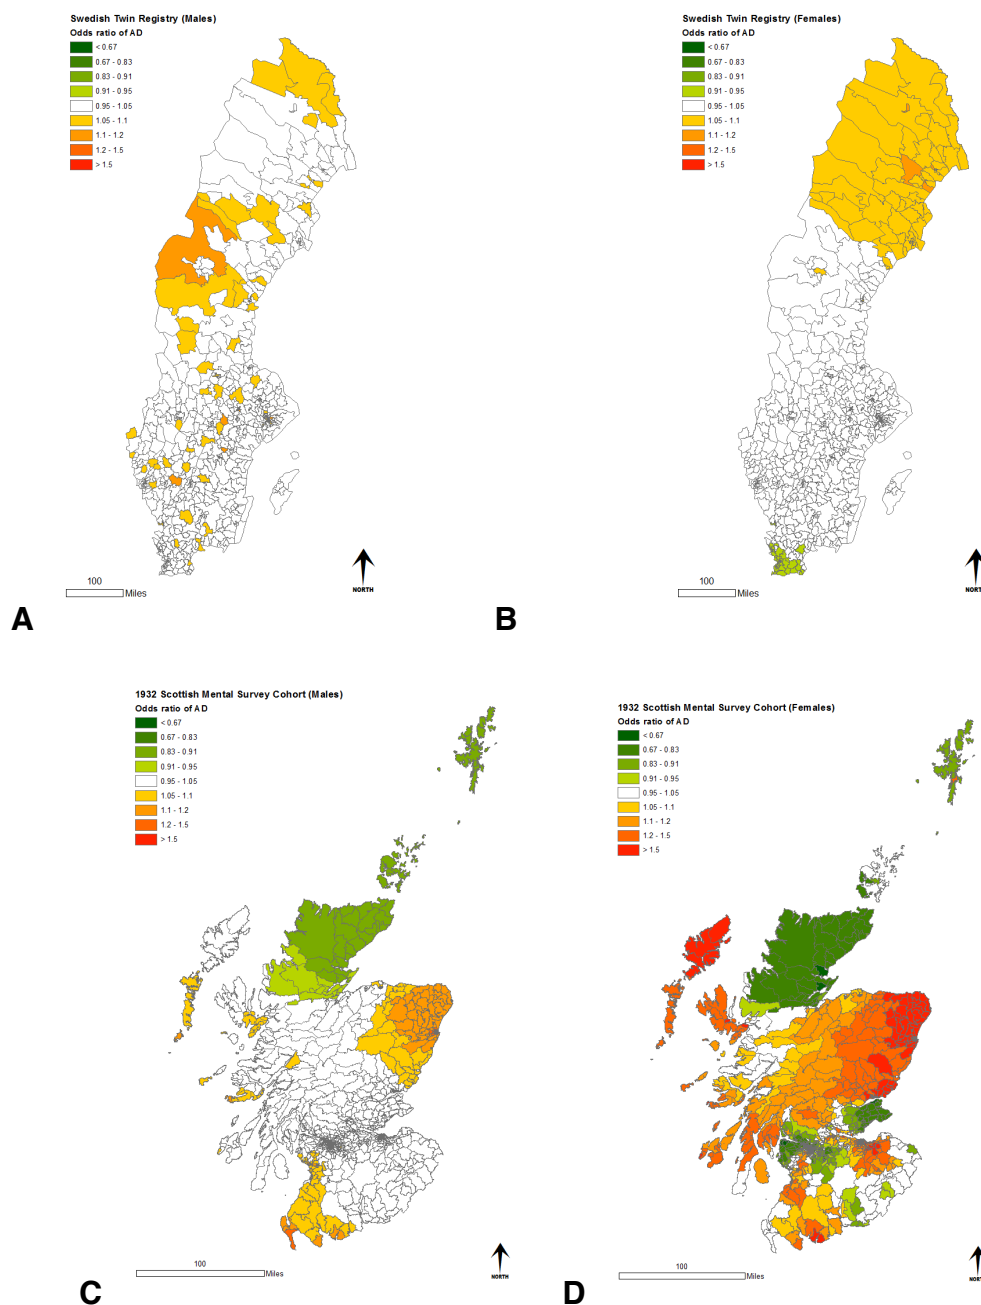 Swedish Twin Registry (Males)
Odds ratio of AD
< 0.67
0.67 - 0.83
0.83 - 0.91
0.91 - 0.95
0.95 - 1.05
1.05 - 1.1
1.1 - 1.2
1.2 - 1.5
> 1.5
100
Miles
NORTH
A
Swedish Twin Registry (Females)
Odds ratio of AD
< 0.67
0.67 - 0.83
0.83 - 0.91
0.91 - 0.95
0.95 - 1.05
1.05 - 1.1
1.1 - 1.2
1.2 - 1.5
> 1.5
100
Miles
NORT
B
1932 Scottish Mental Survey Cohort (Males)
Odds ratio of AD
< 0.67
0.67 - 0.83
0.83 - 0.91
0.91 - 0.95
0.95 - 1.05
1.05 - 1.1
1.1 - 1.2
1.2 - 1.5
> 1.5
100
Miles
NORTH
C
1932 Scottish Mental Survey Cohort (Females)
Odds ratio of AD
< 0.67
0.67 - 0.83
0.83 - 0.91
0.91 - 0.95
0.95 - 1.05
1.05 - 1.1
1.1 - 1.2
1.2 - 1.5
> 1.5
100
Miles
NORT
D